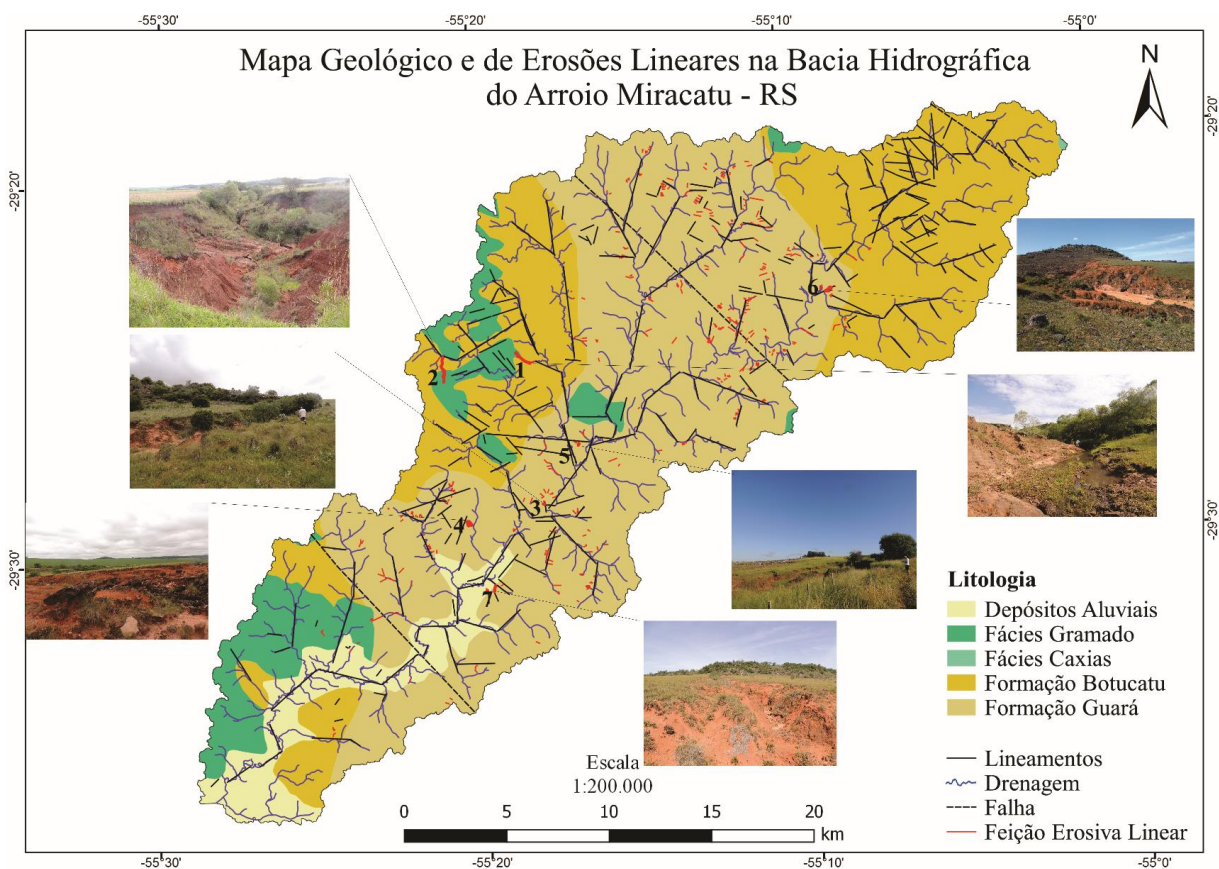 -55°30'
-55°20'
-55°10'
-55°0'
Mapa Geológico e de Erosões Lineares na Bacia Hidrográfica
do Arroio Miracatu - RS
N
-29°20'
-29°20'
6
1
2
5
3
4
7
-29°30'
-29°30'
Litologia
Depósitos Aluviais
Fácies Gramado
Fácies Caxias
Formação Botucatu
Formação Guará
Lineamentos
Drenagem
Falha
Feição Erosiva Linear
Escala
1:200.000
0 5 10 15 20
km
-55°30'
-55°20'
-55°10'
-55°0'